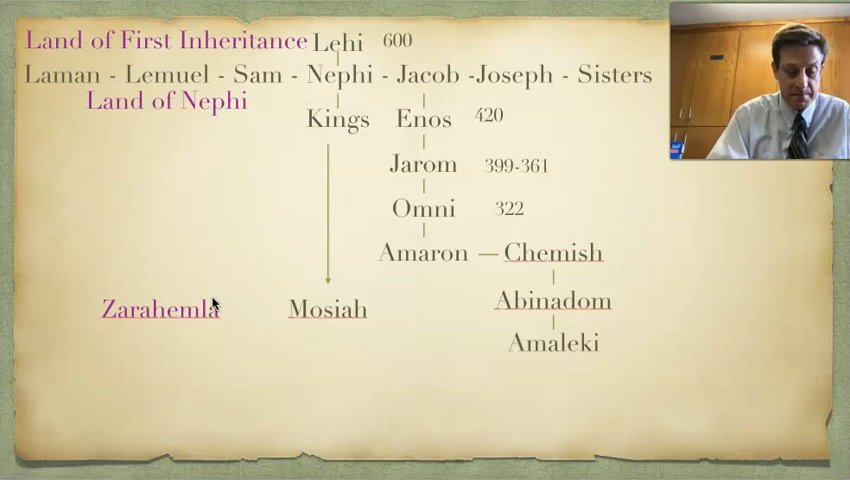 Land of First Inheritance Lehi 600
Laman - Lemuel - Sam - Nephi - Jacob -Joseph - Sisters
Land of Nephi
Kings Enos 420
Jarom 399-361
Omni 322
Amaron — Chemish
Zarahemla Mosiah Abinadom
Amaleki